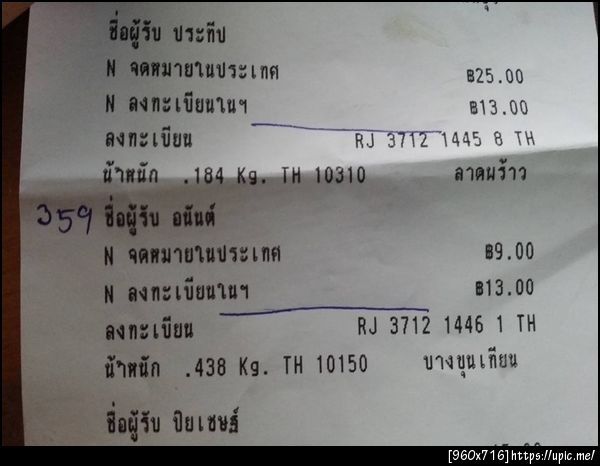 ชื่อผู้รับ ประทีป
N จดหมายในประเทศ ฿25.00
N ลงทะเบียนในฯ ฿13.00
ลงทะเบียน RJ 3712 1445 8 TH
น้ำหนัก .184 Kg. TH 10310 ลาดพร้าว
359 ชื่อผู้รับ อนันต์
N จดหมายในประเทศ ฿9.00
N ลงทะเบียนในฯ ฿13.00
ลงทะเบียน RJ 3712 1446 1 TH
น้ำหนัก .438 Kg. TH 10150 บางขุนเทียน
ชื่อผู้รับ ปิยเชษฐ์
[960x716]https://upic.me/